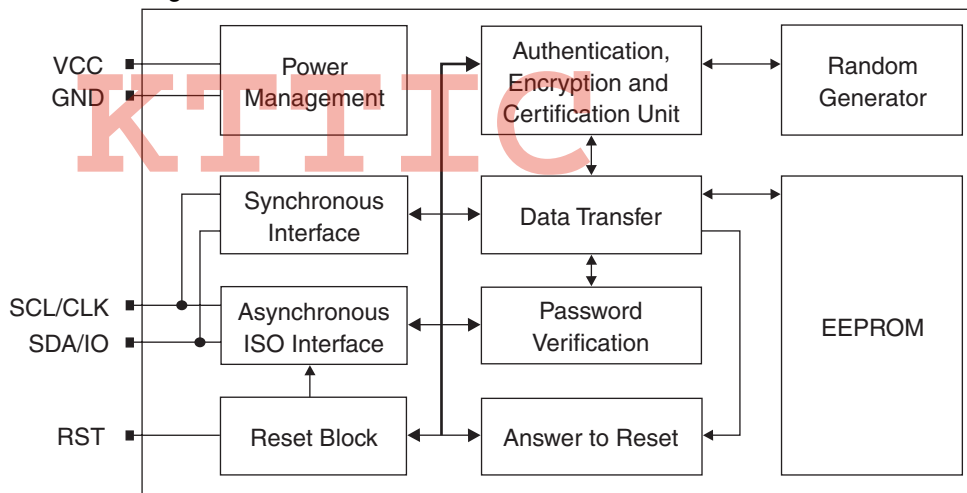 VCC
GND
Power
Management
Authentication,
Encryption and
Certification Unit
Random
Generator
KTTIC
Synchronous
Interface
Data Transfer
EEPROM
SCL/CLK
SDA/IO
Asynchronous
ISO Interface
Password
Verification
RST
Reset Block
Answer to Reset